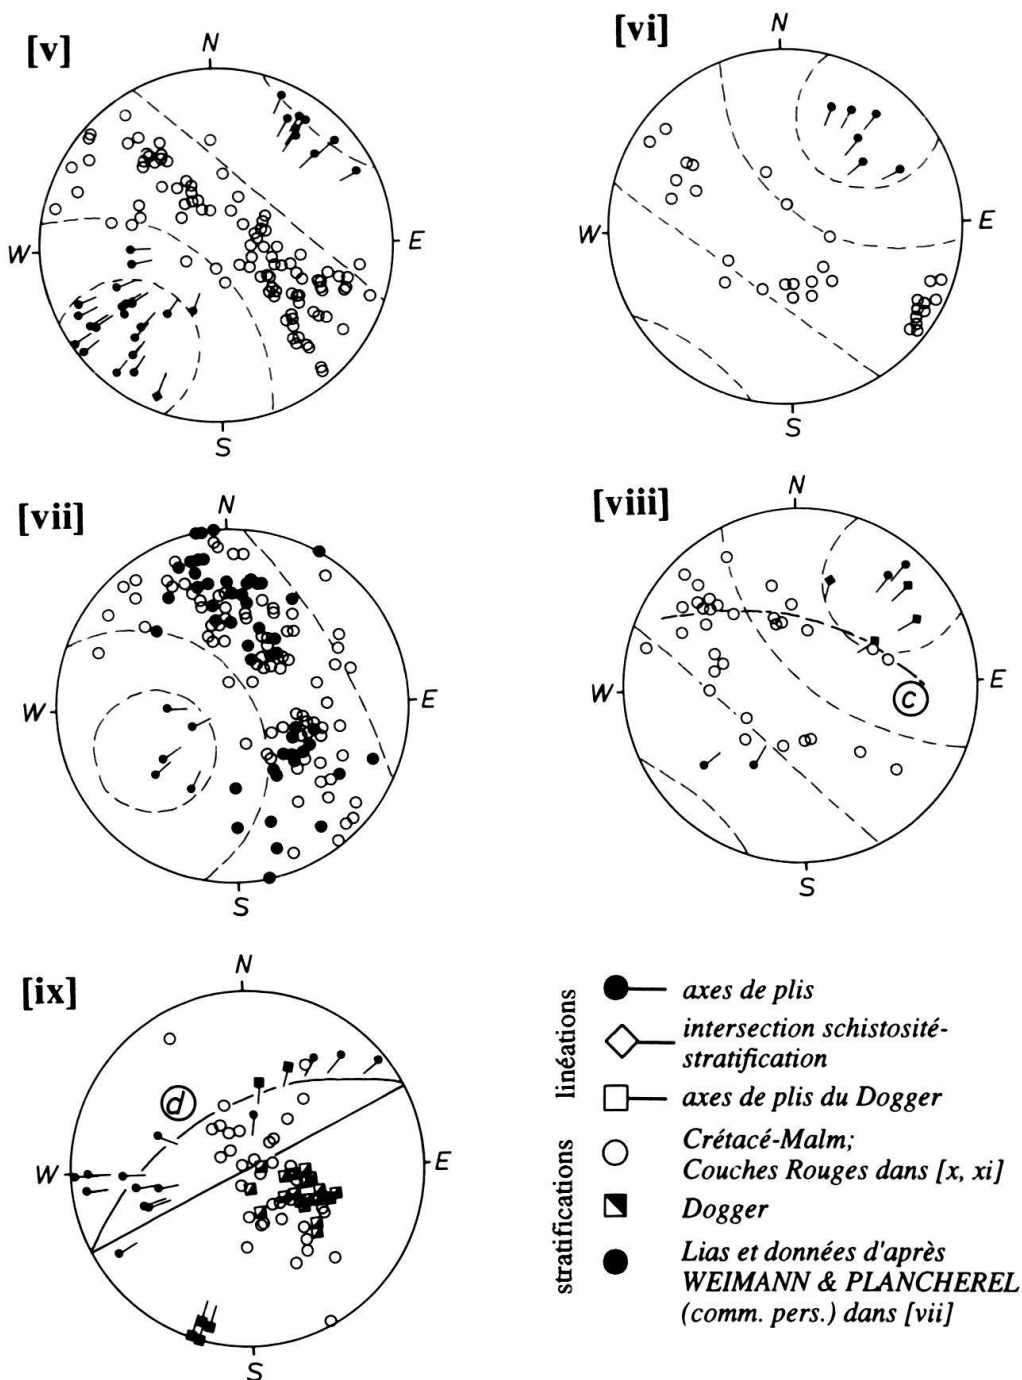 [v]
N
W
E
S
[vi]
N
W
E
S
[vii]
N
W
E
S
[viii]
N
W
E
c
S
[ix]
N
d
W
E
S
linéations
axes de plis
intersection schistosité-
stratification
axes de plis du Dogger
stratifications
Crétacé-Malm;
Couches Rouges dans [x, xi]
Dogger
Lias et données d'après
WEIMANN & PLANCHEREL
(comm. pers.) dans [vii]